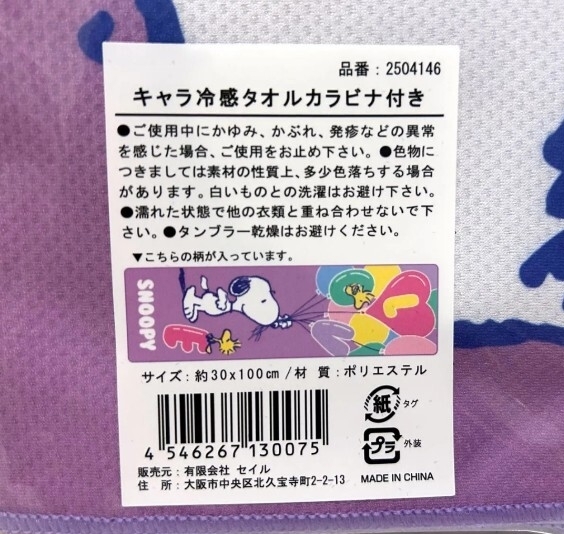 品番：2504146
キャラ冷感タオルカラビナ付き
●ご使用中にかゆみ、かぶれ、発疹などの異常
を感じた場合、ご使用をお止め下さい。●色物に
つきましては素材の性質上、多少色落ちする場合
があります。白いものとの洗濯はお避け下さい。
●濡れた状態で他の衣類と重ね合わせないで下
さい。●タンブラー乾燥はお避けください。
▼こちらの柄が入っています。
SNOOPY
L
V
E
サイズ：約30x100cm/材 質：ポリエステル
紙 タグ
プラ 外装
4 546267 130075
販売元：有限会社 セイル
住 所：大阪市中央区北久宝寺町2-2-13
MADE IN CHINA